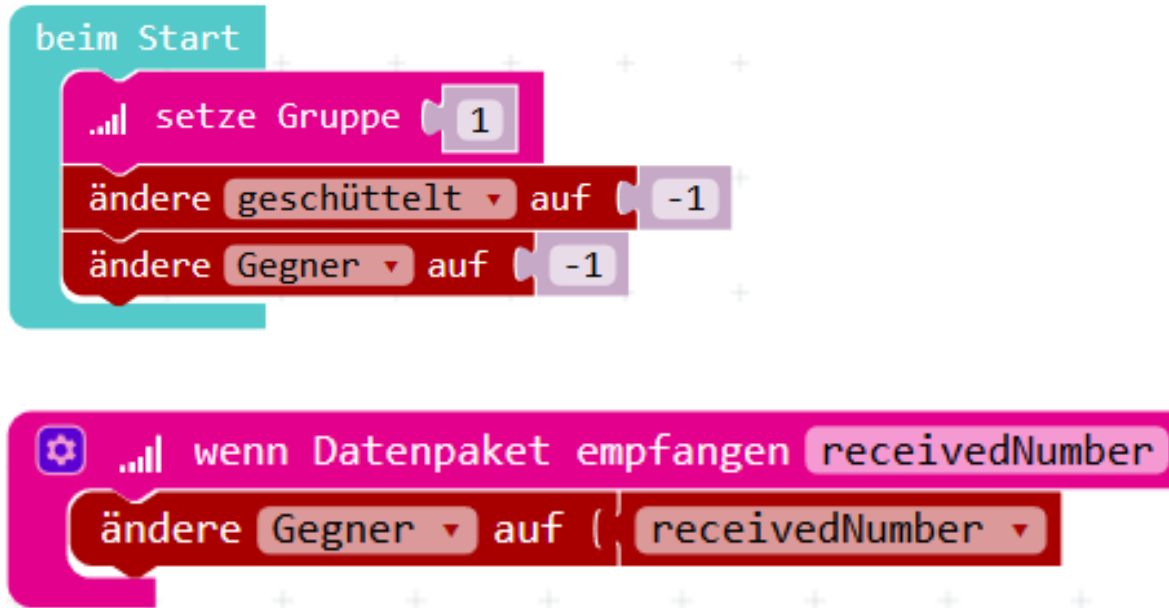 beim Start
setze Gruppe 1
ändere geschüttelt auf -1
ändere Gegner auf -1
wenn Datenpaket empfangen receivedNumber
ändere Gegner auf receivedNumber